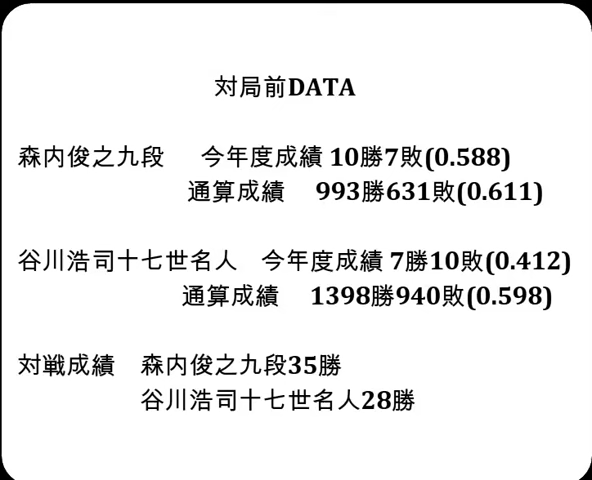 対局前DATA
森内俊之九段 今年度成績 10勝7敗(0.588)
通算成績 993勝631敗(0.611)
谷川浩司十七世名人 今年度成績 7勝10敗(0.412)
通算成績 1398勝940敗(0.598)
対戦成績 森内俊之九段35勝
谷川浩司十七世名人28勝